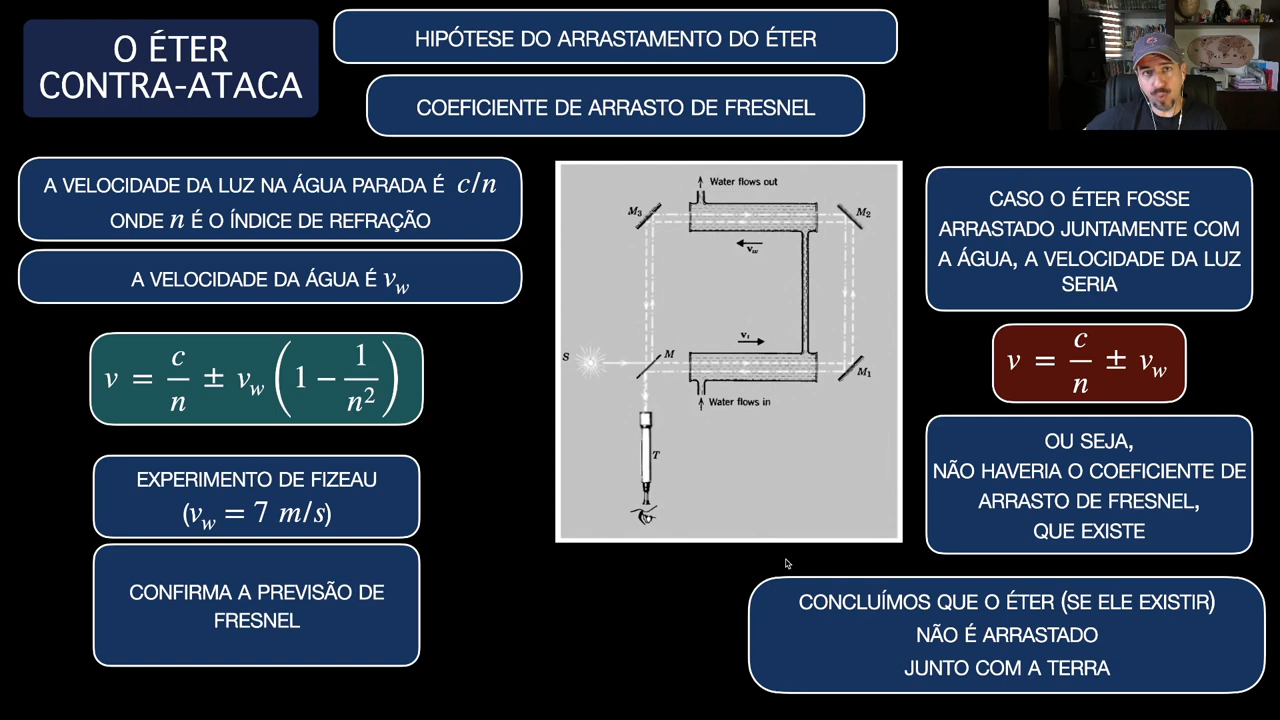 O ÉTER
CONTRA-ATACA
HIPÓTESE DO ARRASTAMENTO DO ÉTER
COEFICIENTE DE ARRASTO DE FRESNEL
A VELOCIDADE DA LUZ NA ÁGUA PARADA É c/n
ONDE n É O ÍNDICE DE REFRAÇÃO
A VELOCIDADE DA ÁGUA É v_w
v = c/n ± v_w (1 − 1/n²)
EXPERIMENTO DE FIZEAU
(v_w = 7 m/s)
CONFIRMA A PREVISÃO DE
FRESNEL
Water flows out
M₃
M₂
v_w
v_t
S
M
M₁
Water flows in
T
CASO O ÉTER FOSSE
ARRASTADO JUNTAMENTE COM
A ÁGUA, A VELOCIDADE DA LUZ
SERIA
v = c/n ± v_w
OU SEJA,
NÃO HAVERIA O COEFICIENTE DE
ARRASTO DE FRESNEL,
QUE EXISTE
CONCLUÍMOS QUE O ÉTER (SE ELE EXISTIR)
NÃO É ARRASTADO
JUNTO COM A TERRA